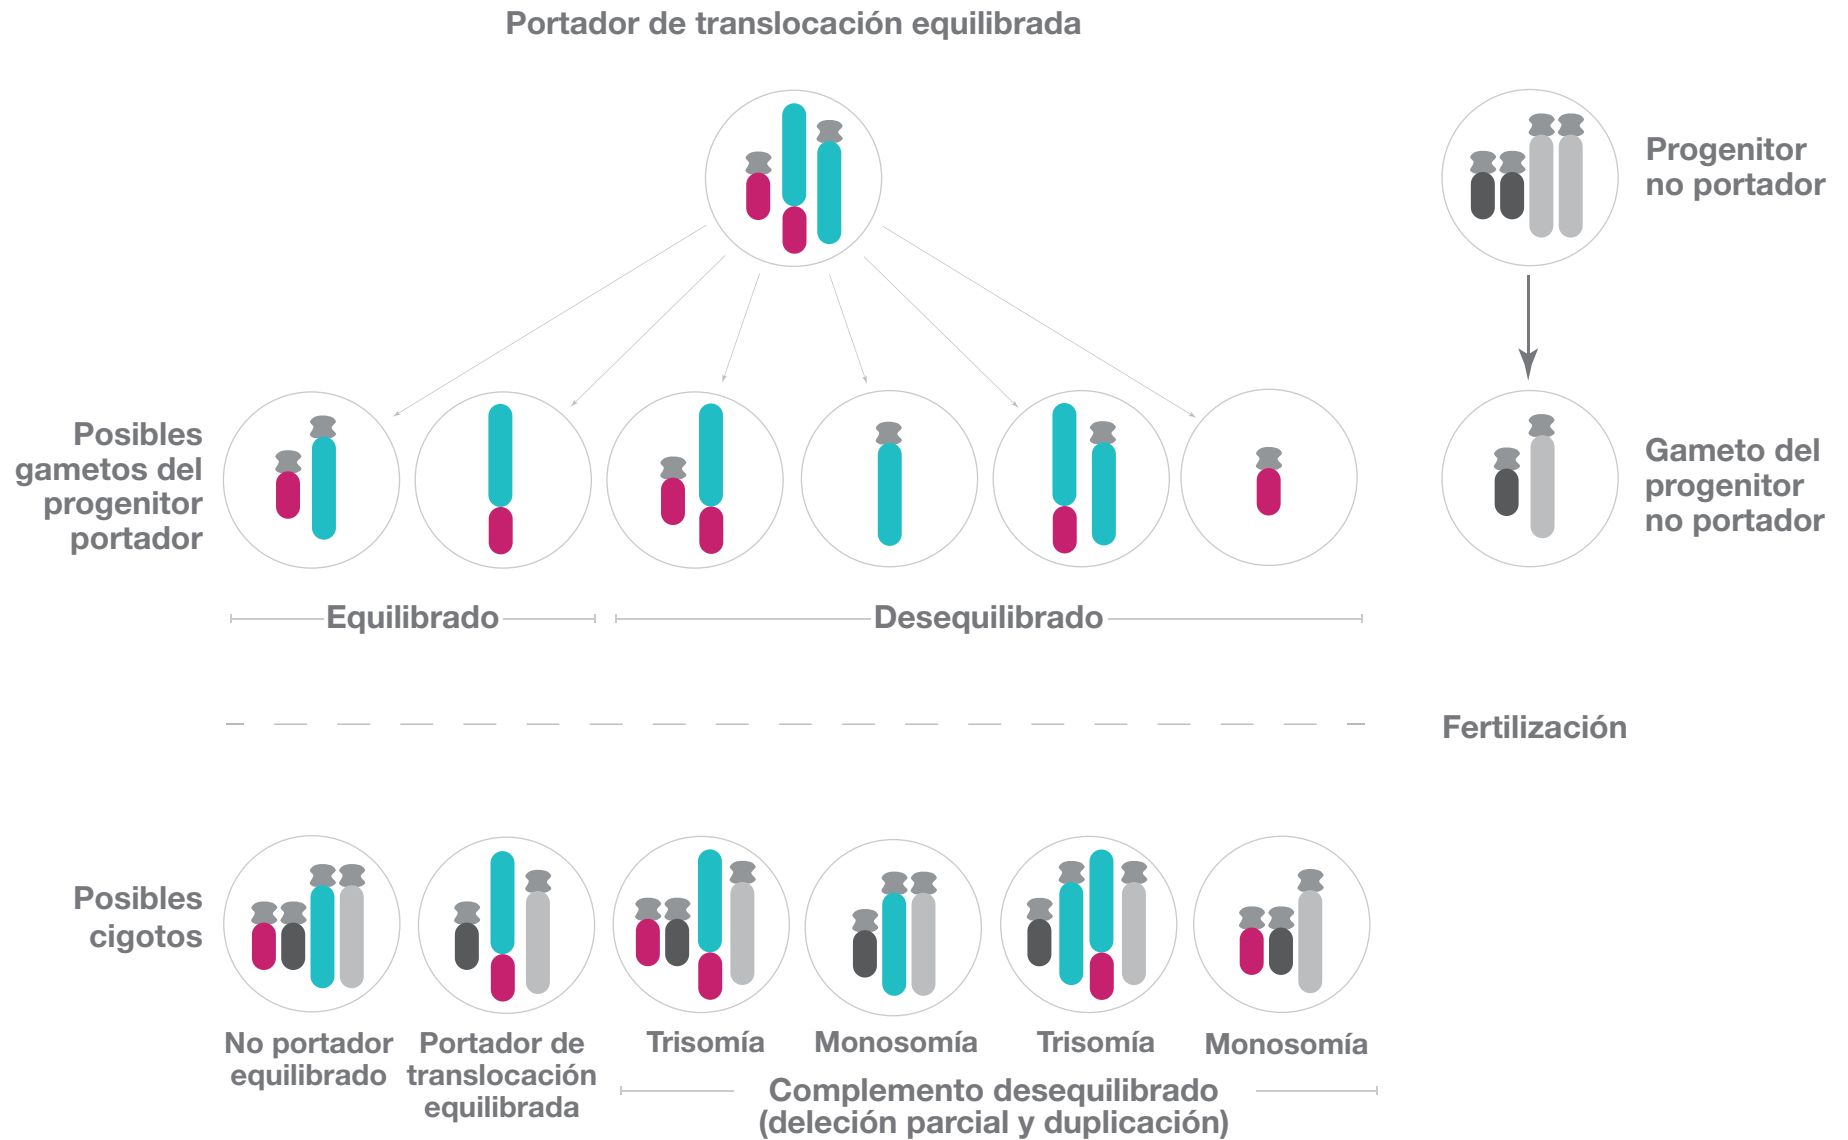 Portador de translocación equilibrada
Progenitor
no portador
Posibles
gametos del
progenitor
portador
Gameto del
progenitor
no portador
Equilibrado
Desequilibrado
Fertilización
Posibles
cigotos
No portador
equilibrado
Portador de
translocación
equilibrada
Trisomía
Monosomía
Trisomía
Monosomía
Complemento desequilibrado
(deleción parcial y duplicación)